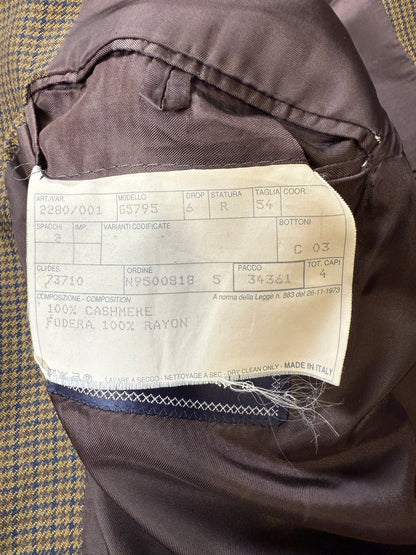 ART./VAR. MODELLO DROP STATURA TAGLIA COOR.
2280/001 G5795 6 R 54
SPACCHI IMP. VARIANTI CODIFICATE BOTTONI
2 C 03
CLI/DES. ORDINE PACCO TOT. CAPI
73710 N9500818 5 34361 4
COMPOSIZIONE - COMPOSITION A norma della Legge n. 883 del 26-11-1973
100% CASHMERE
FODERA 100% RAYON
LAVARE A SECCO - NETTOYAGE A SEC - DRY CLEAN ONLY - MADE IN ITALY